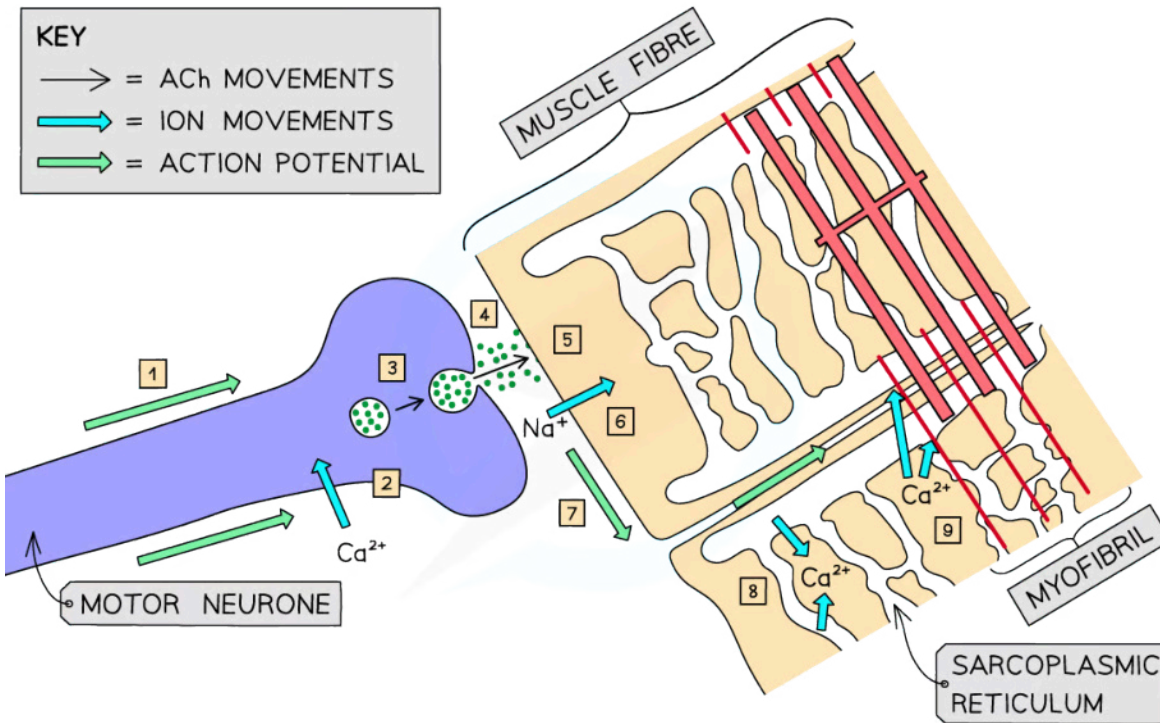 KEY
= ACh MOVEMENTS
= ION MOVEMENTS
= ACTION POTENTIAL
MUSCLE FIBRE
1
2
3
4
5
6
7
8
9
Na⁺
Ca²⁺
Ca²⁺
Ca²⁺
MOTOR NEURONE
MYOFIBRIL
SARCOPLASMIC
RETICULUM